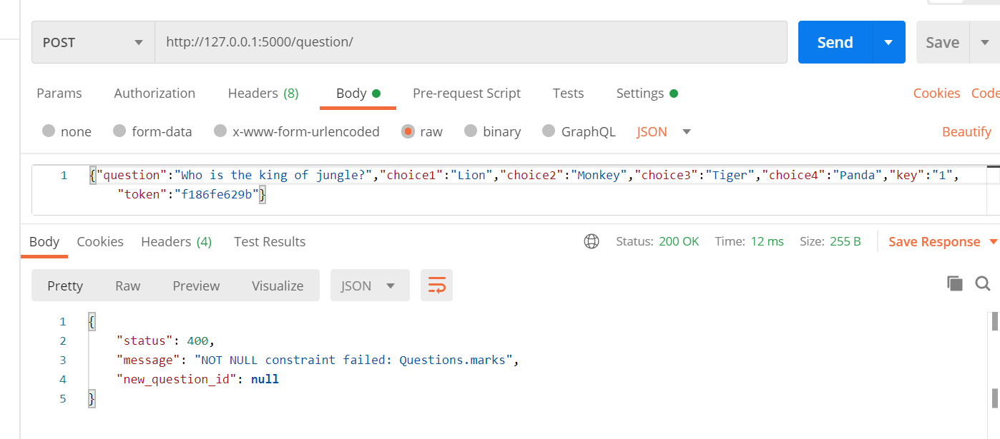 POST http://127.0.0.1:5000/question/ Send Save
Params Authorization Headers (8) Body Pre-request Script Tests Settings Cookies Code
none form-data x-www-form-urlencoded raw binary GraphQL JSON Beautify
1 {"question":"Who is the king of jungle?","choice1":"Lion","choice2":"Monkey","choice3":"Tiger","choice4":"Panda","key":"1",
"token":"f186fe629b"}
Body Cookies Headers (4) Test Results Status: 200 OK Time: 12 ms Size: 255 B Save Response
Pretty Raw Preview Visualize JSON
1 {
2 "status": 400,
3 "message": "NOT NULL constraint failed: Questions.marks",
4 "new_question_id": null
5 }